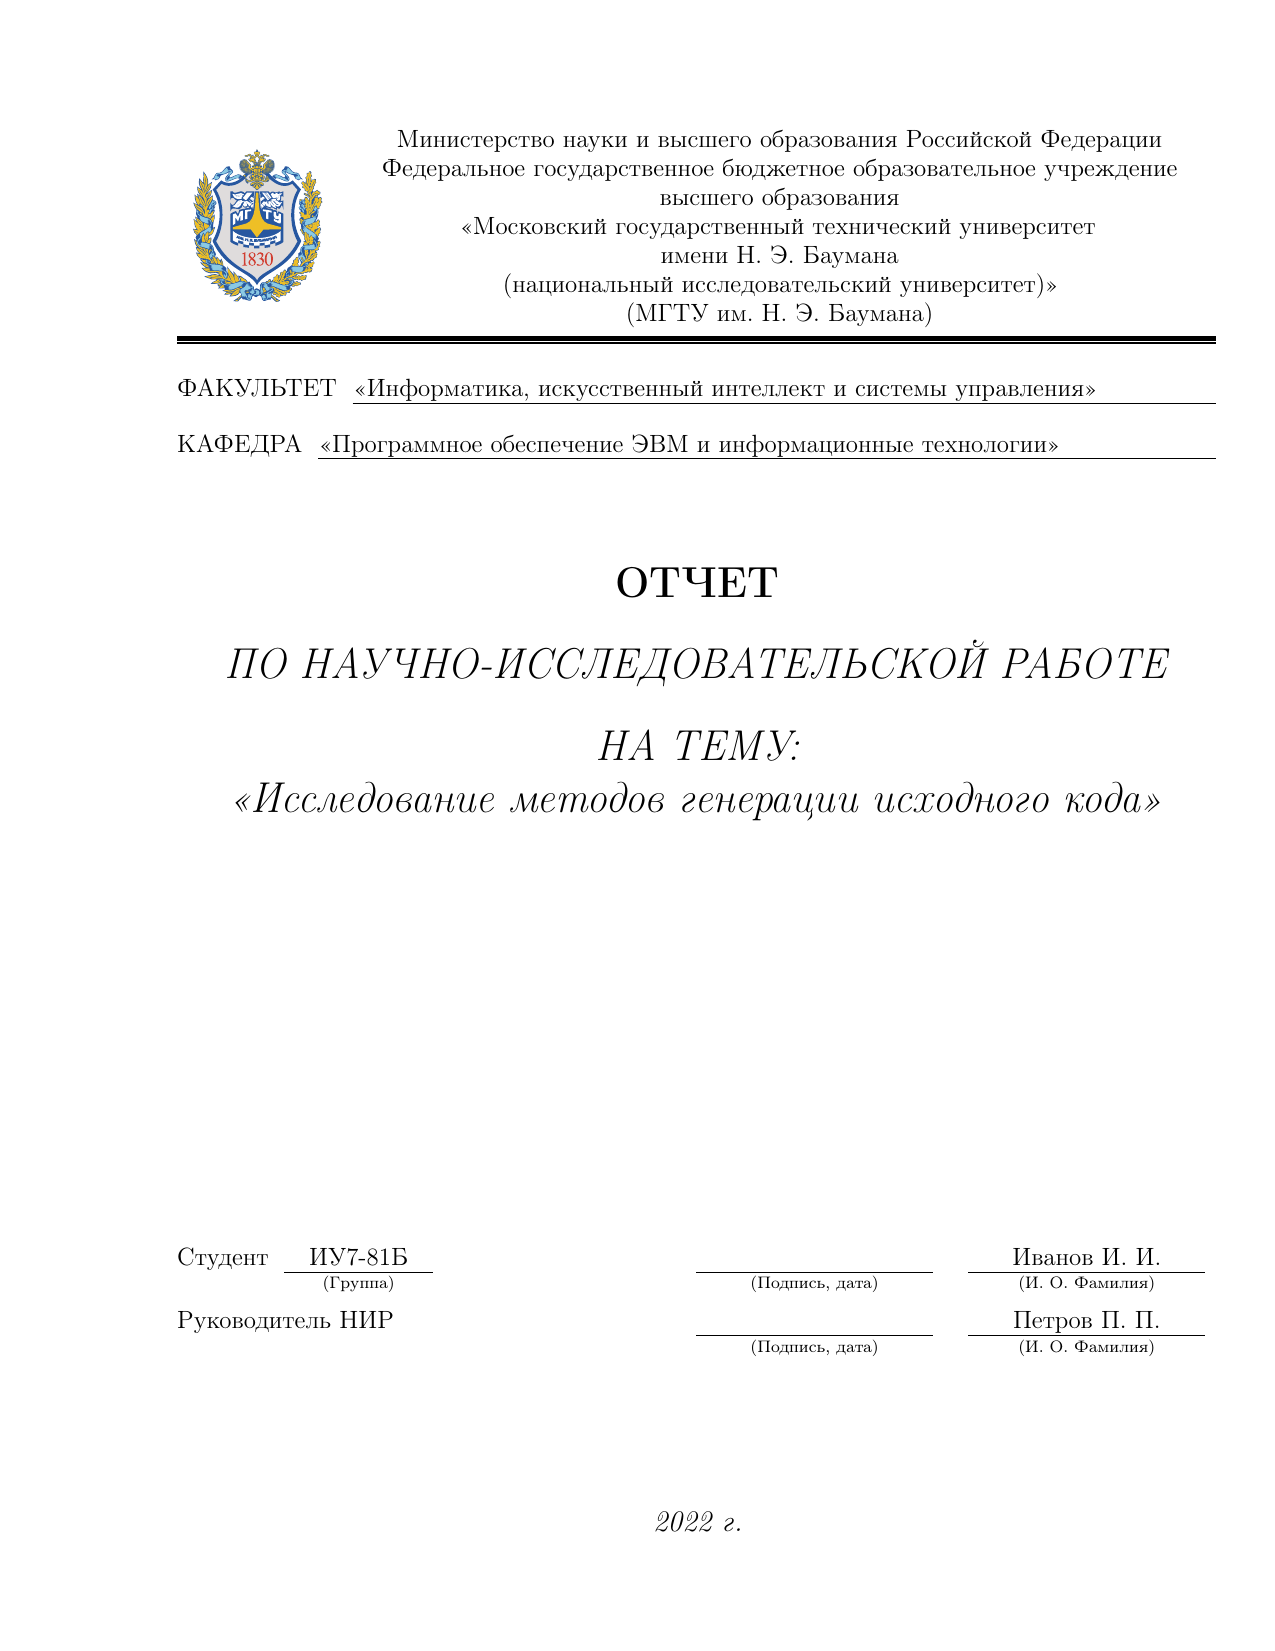 Министерство науки и высшего образования Российской Федерации
Федеральное государственное бюджетное образовательное учреждение
высшего образования
«Московский государственный технический университет
имени Н. Э. Баумана
(национальный исследовательский университет)»
(МГТУ им. Н. Э. Баумана)
МГ ТУ
1830
ФАКУЛЬТЕТ «Информатика, искусственный интеллект и системы управления»
КАФЕДРА «Программное обеспечение ЭВМ и информационные технологии»
ОТЧЕТ
ПО НАУЧНО-ИССЛЕДОВАТЕЛЬСКОЙ РАБОТЕ
НА ТЕМУ:
«Исследование методов генерации исходного кода»
Студент ИУ7-81Б Иванов И. И.
(Группа) (Подпись, дата) (И. О. Фамилия)
Руководитель НИР Петров П. П.
(Подпись, дата) (И. О. Фамилия)
2022 г.